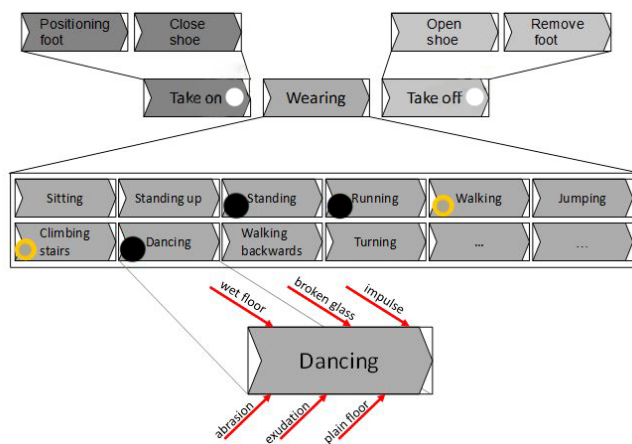 Positioning
foot
Close
shoe
Open
shoe
Remove
foot
Take on
Wearing
Take off
Sitting
Standing up
Standing
Running
Walking
Jumping
Climbing
stairs
Dancing
Walking
backwards
Turning
...
...
wet floor
broken glass
impulse
Dancing
abrasion
exudation
plain floor